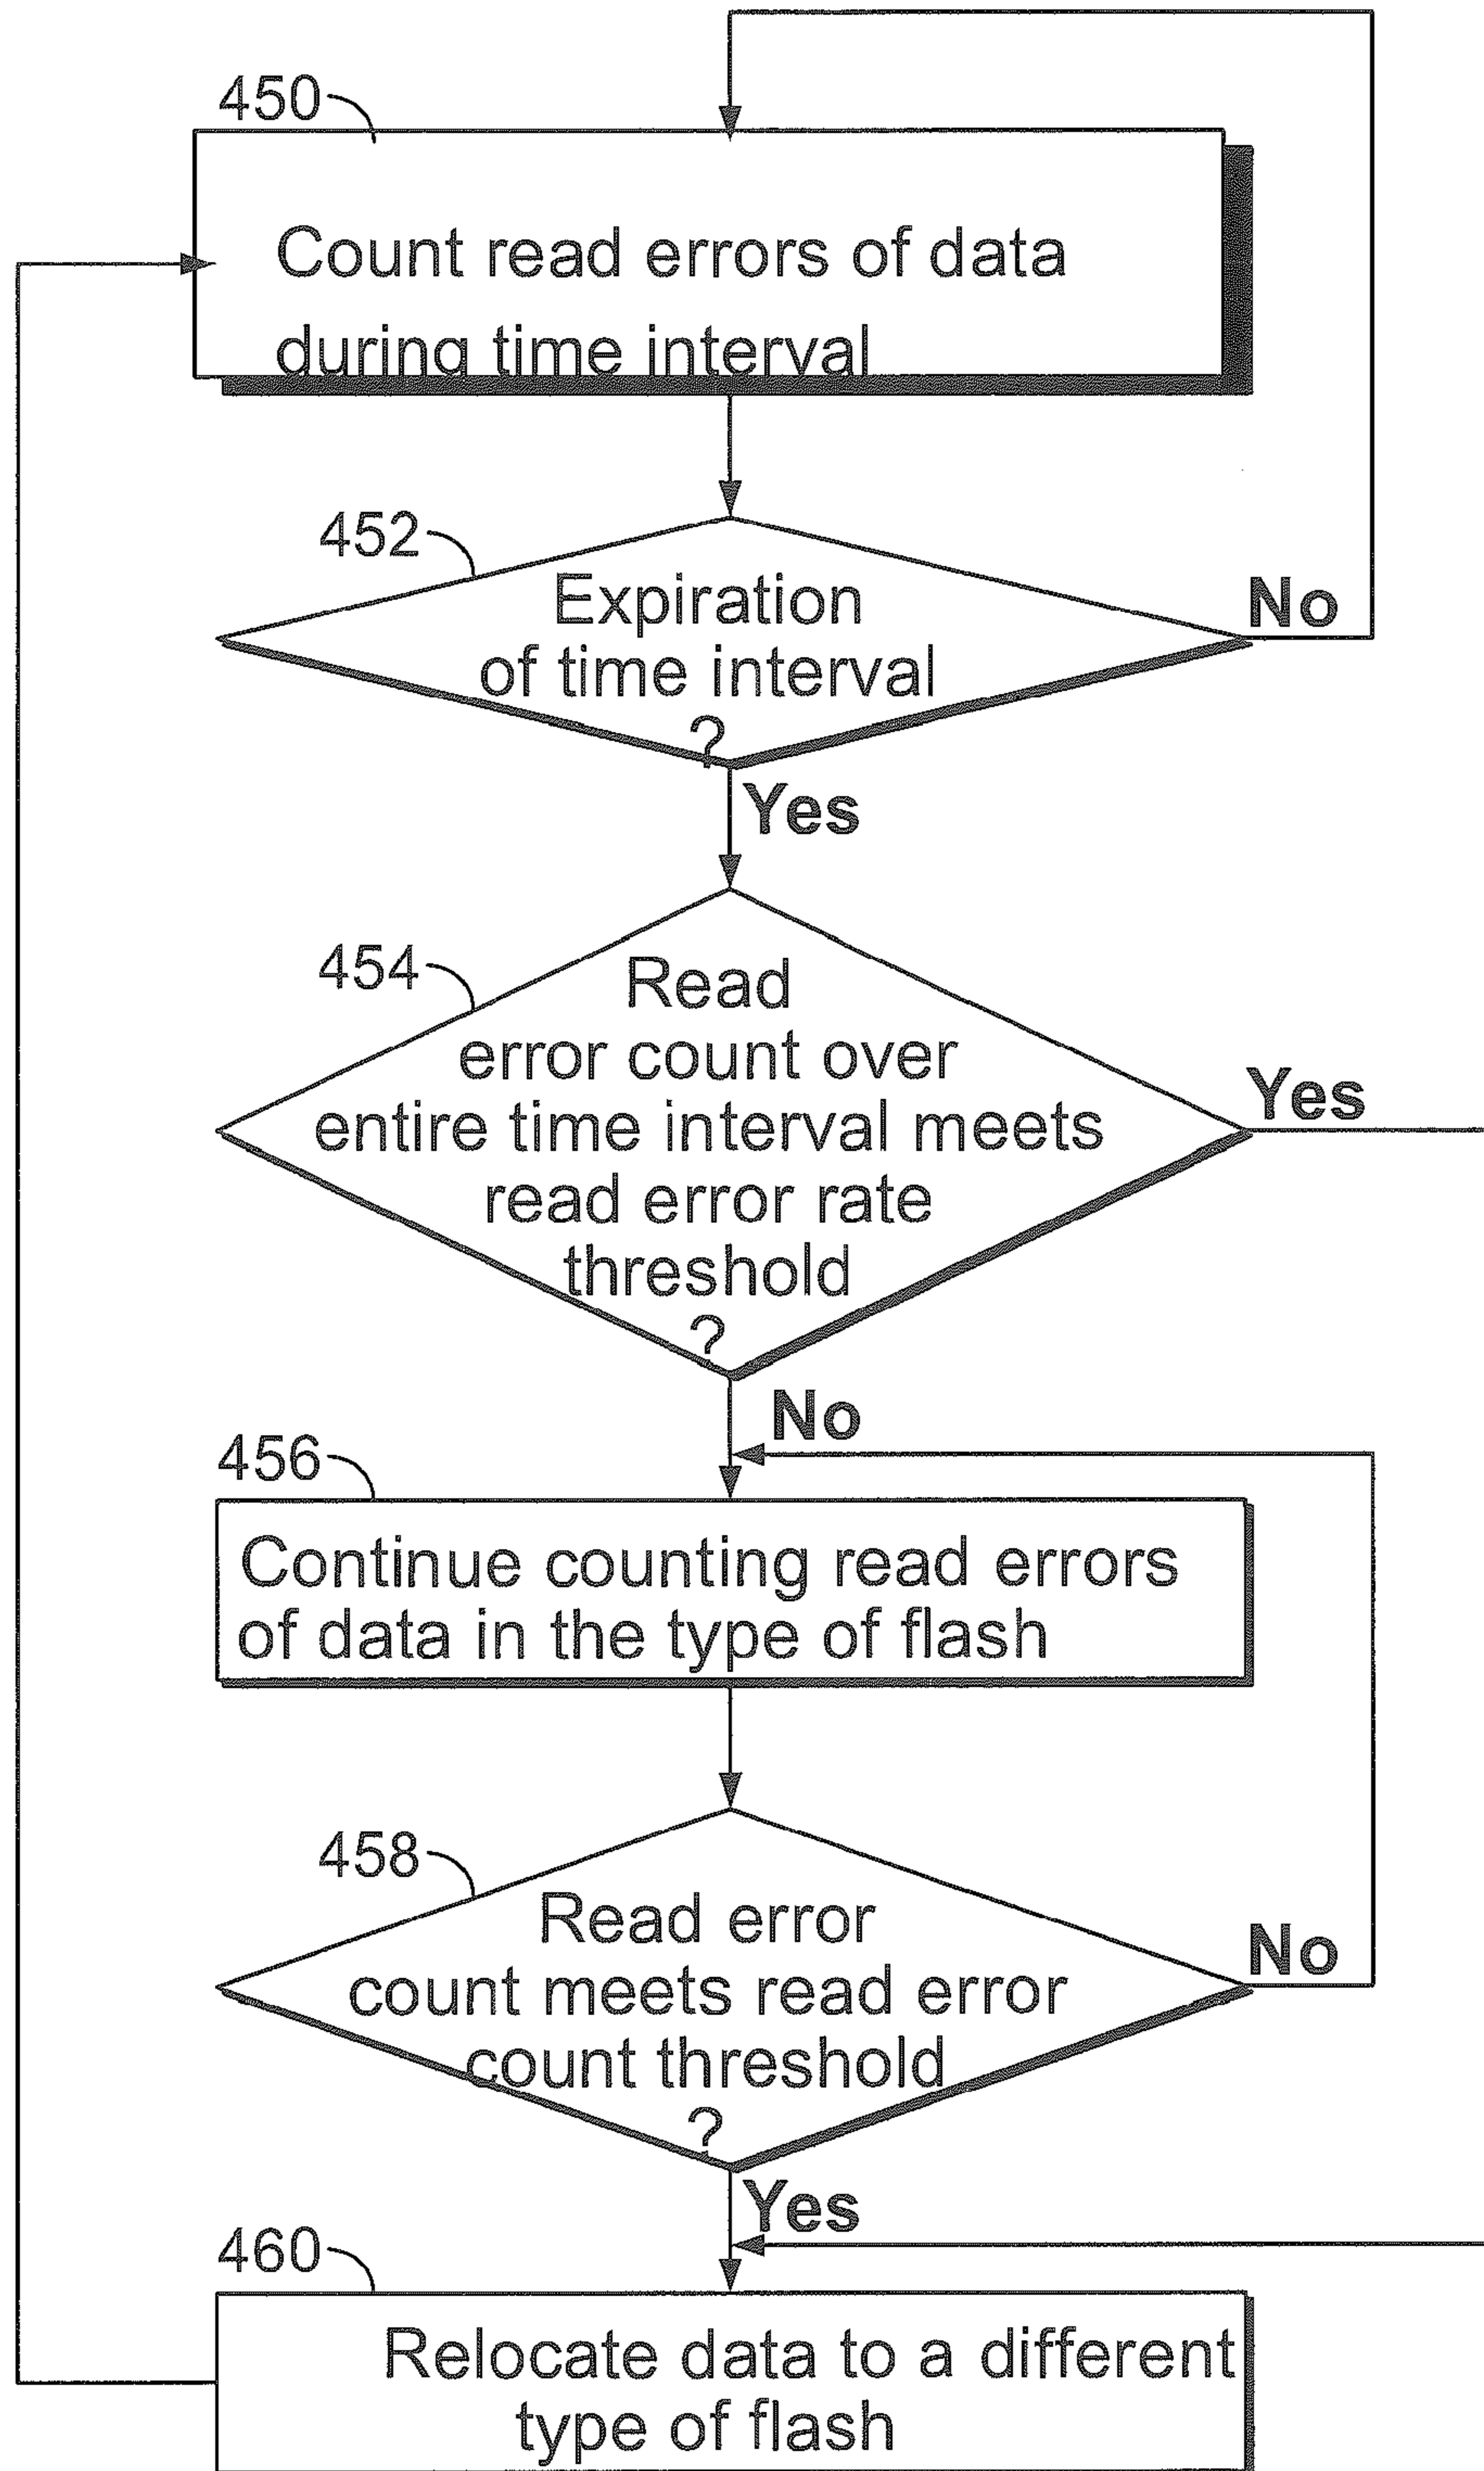 450
Count read errors of data
during time interval
452
Expiration
of time interval
?
No
Yes
454
Read
error count over
entire time interval meets
read error rate
threshold
?
Yes
No
456
Continue counting read errors
of data in the type of flash
458
Read error
count meets read error
count threshold
?
No
Yes
460
Relocate data to a different
type of flash